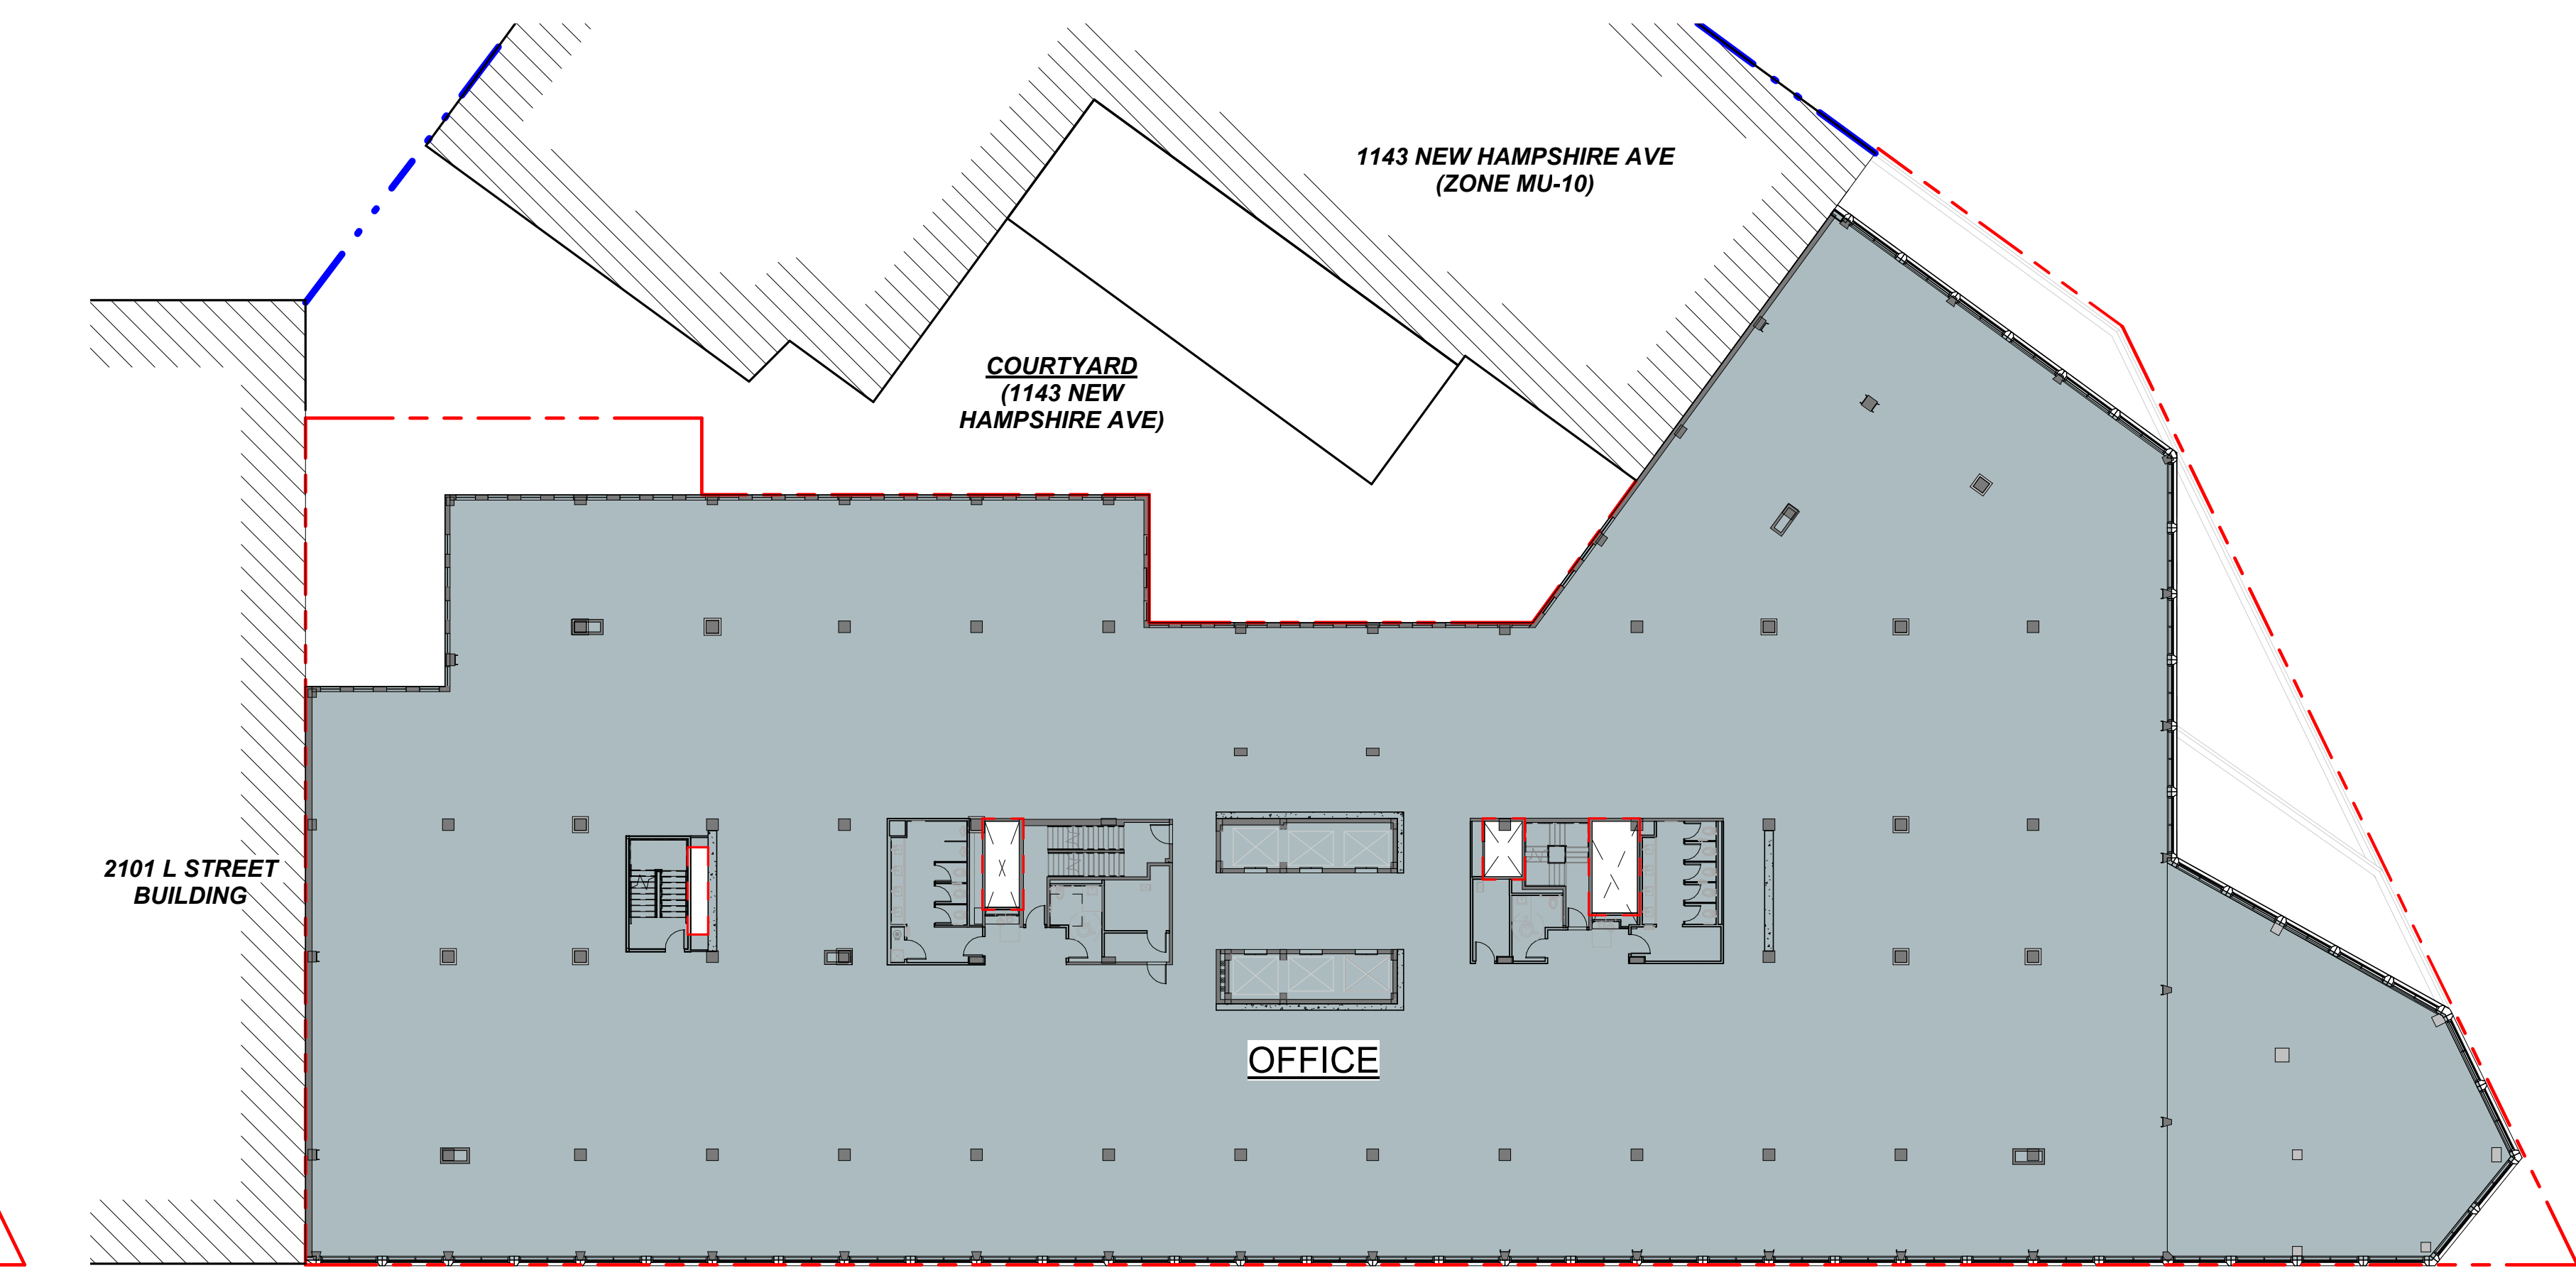 1143 NEW HAMPSHIRE AVE
(ZONE MU-10)
COURTYARD
(1143 NEW
HAMPSHIRE AVE)
2101 L STREET
BUILDING
OFFICE